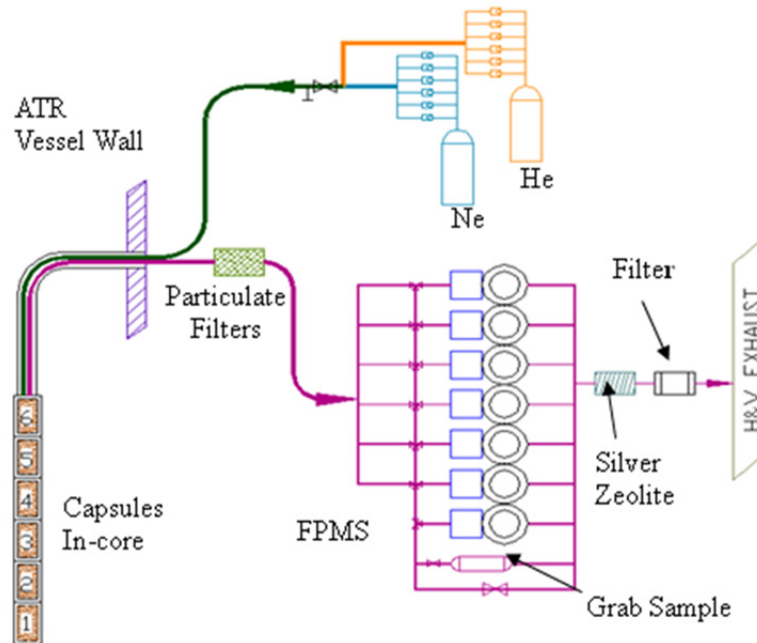 ATR
Vessel Wall
He
Ne
Particulate
Filters
Filter
H&V EXHAUST
6
5
4
3
2
1
Capsules
In-core
FPMS
Silver
Zeolite
Grab Sample